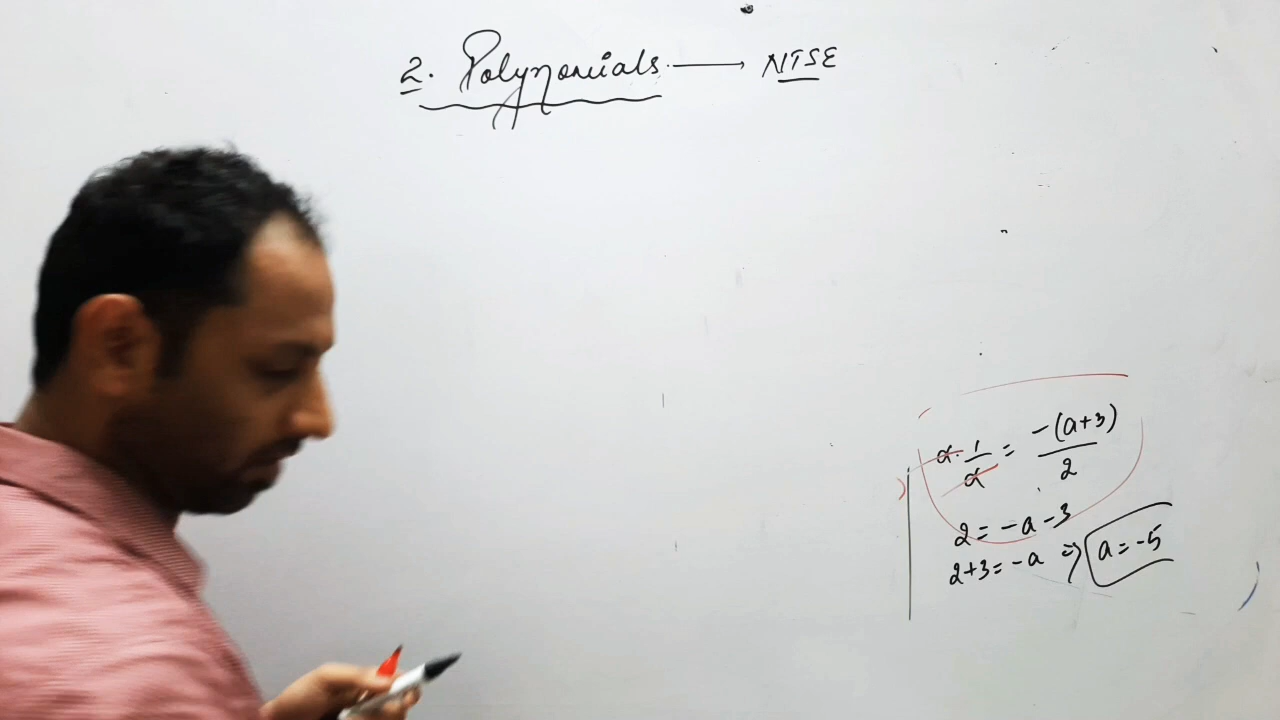 2. Polynomials. → NTSE
α · 1/α = -(a+3)/2
2 = -a - 3
2+3 = -a ⇒ a = -5